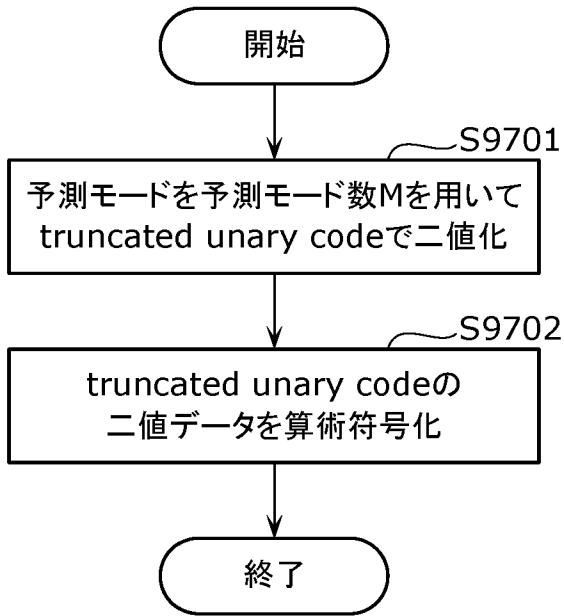 開始
S9701
予測モードを予測モード数Mを用いて
truncated unary codeで二値化
S9702
truncated unary codeの
二値データを算術符号化
終了